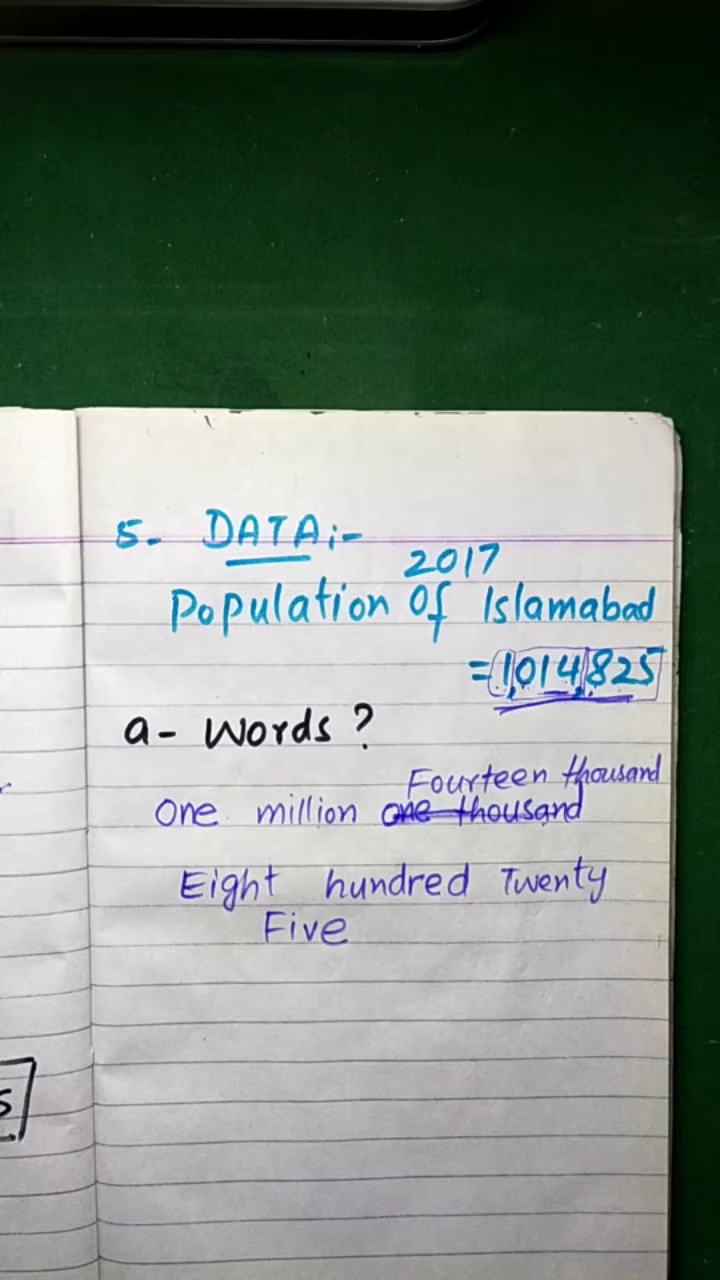 5- DATA:-
2017
Population Of Islamabad
=1,014,825
a- Words?
Fourteen thousand
One million one thousand
Eight hundred Twenty
Five
s